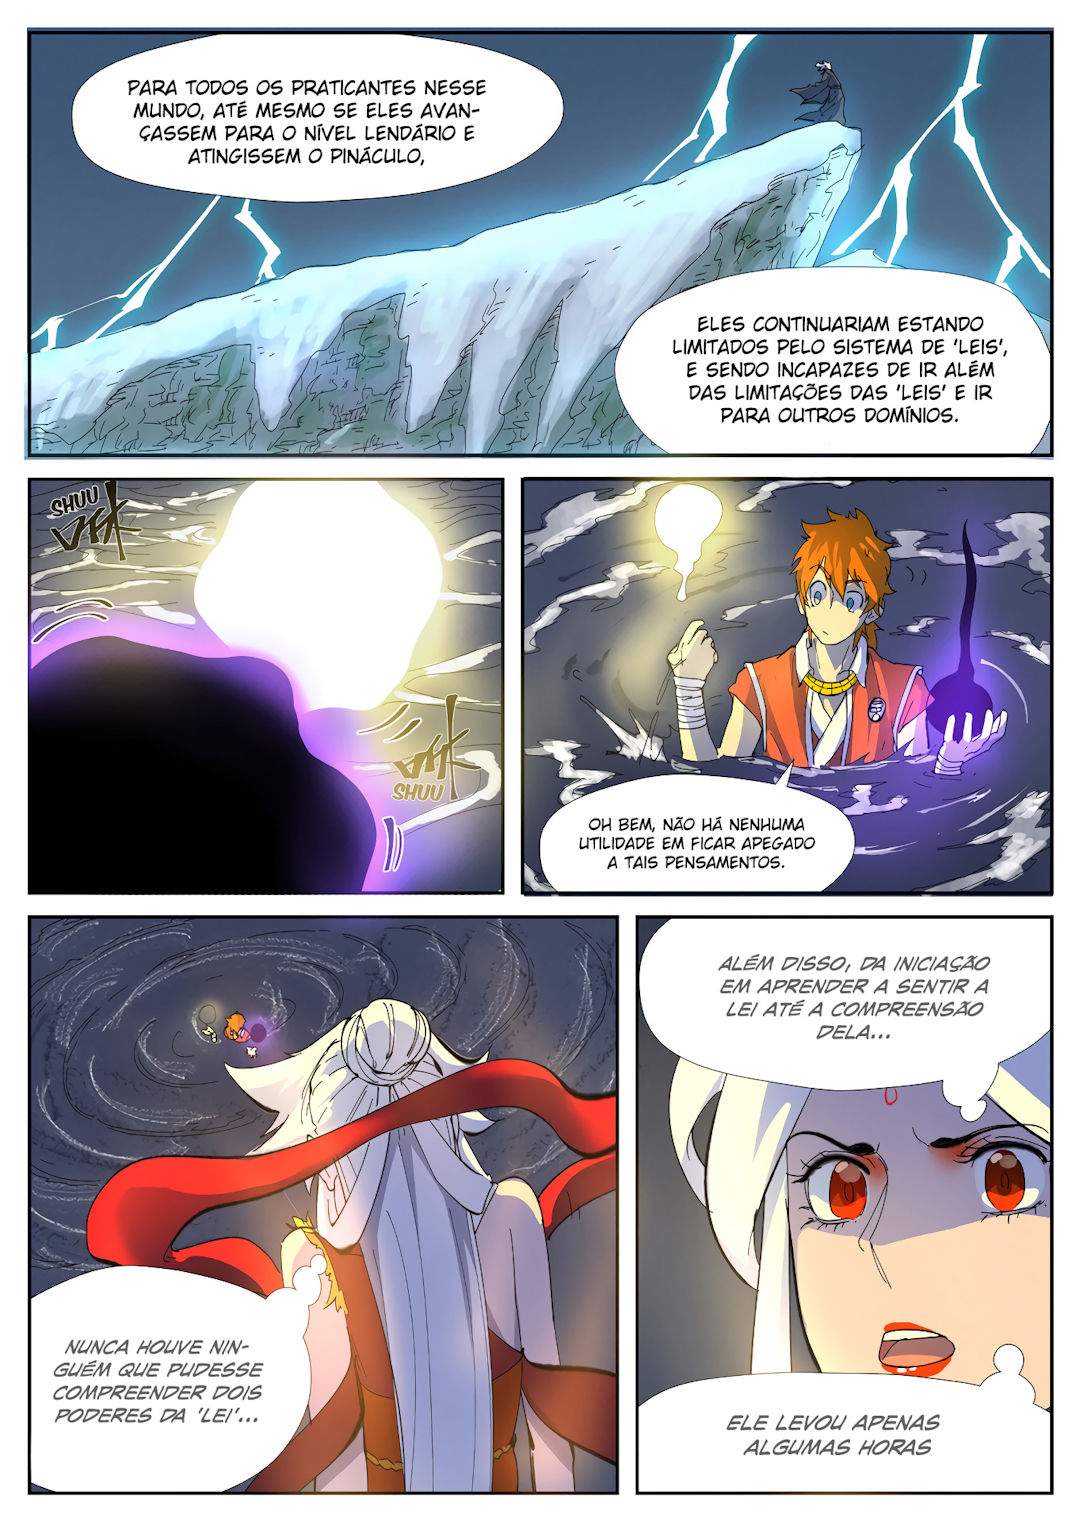 PARA TODOS OS PRATICANTES NESSE
MUNDO, ATÉ MESMO SE ELES AVAN-
ÇASSEM PARA O NÍVEL LENDÁRIO E
ATINGISSEM O PINÁCULO,
ELES CONTINUARIAM ESTANDO
LIMITADOS PELO SISTEMA DE 'LEIS',
E SENDO INCAPAZES DE IR ALÉM
DAS LIMITAÇÕES DAS 'LEIS' E IR
PARA OUTROS DOMÍNIOS.
SHUU
SHUU
OH BEM, NÃO HÁ NENHUMA
UTILIDADE EM FICAR APEGADO
A TAIS PENSAMENTOS.
NUNCA HOUVE NIN-
GUÉM QUE PUDESSE
COMPREENDER DOIS
PODERES DA 'LEI'...
ALÉM DISSO, DA INICIAÇÃO
EM APRENDER A SENTIR A
LEI ATÉ A COMPREENSÃO
DELA...
ELE LEVOU APENAS
ALGUMAS HORAS